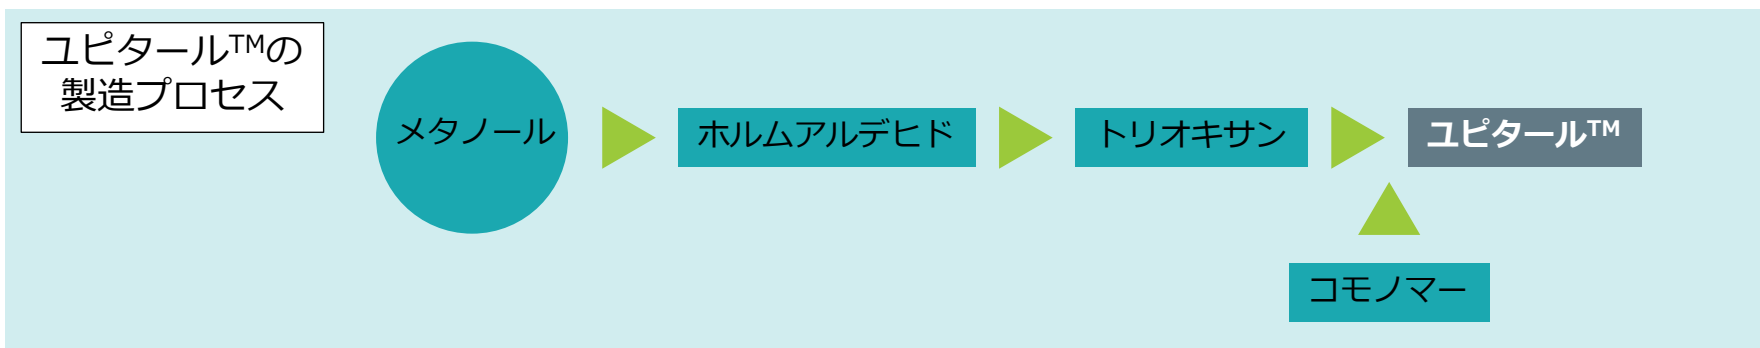 ユピタール™の
製造プロセス
メタノール
ホルムアルデヒド
トリオキサン
ユピタール™
コモノマー